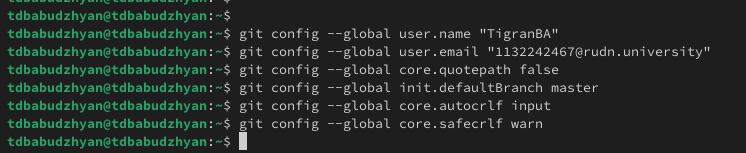 tdbabudzhyan@tdbabudzhyan:~$
tdbabudzhyan@tdbabudzhyan:~$ git config --global user.name "TigranBA"
tdbabudzhyan@tdbabudzhyan:~$ git config --global user.email "1132242467@rudn.university"
tdbabudzhyan@tdbabudzhyan:~$ git config --global core.quotepath false
tdbabudzhyan@tdbabudzhyan:~$ git config --global init.defaultBranch master
tdbabudzhyan@tdbabudzhyan:~$ git config --global core.autocrlf input
tdbabudzhyan@tdbabudzhyan:~$ git config --global core.safecrlf warn
tdbabudzhyan@tdbabudzhyan:~$